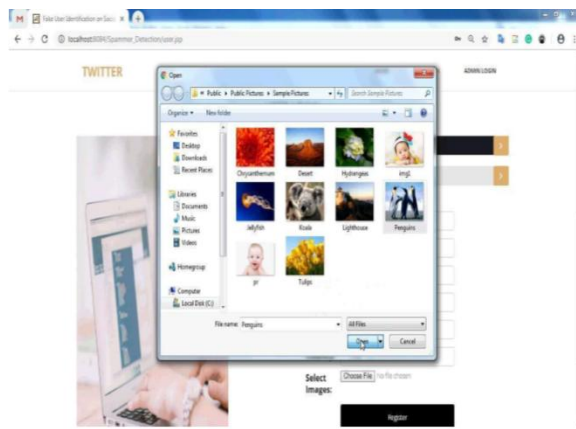 Fake User Identification on Soci
localhost:8084/Spammer_Detection/user.jsp
TWITTER
ADMIN LOGIN
Open
Public
Public Pictures
Sample Pictures
Search Sample Pictures
Organize
New folder
Favorites
Desktop
Downloads
Recent Places
Libraries
Documents
Music
Pictures
Videos
Homegroup
Computer
Local Disk (C:)
Chrysanthemum
Desert
Hydrangeas
img1
Jellyfish
Koala
Lighthouse
Penguins
pr
Tulips
File name:
Penguins
All Files
Open
Cancel
Select
Images:
Choose File
No file chosen
Register